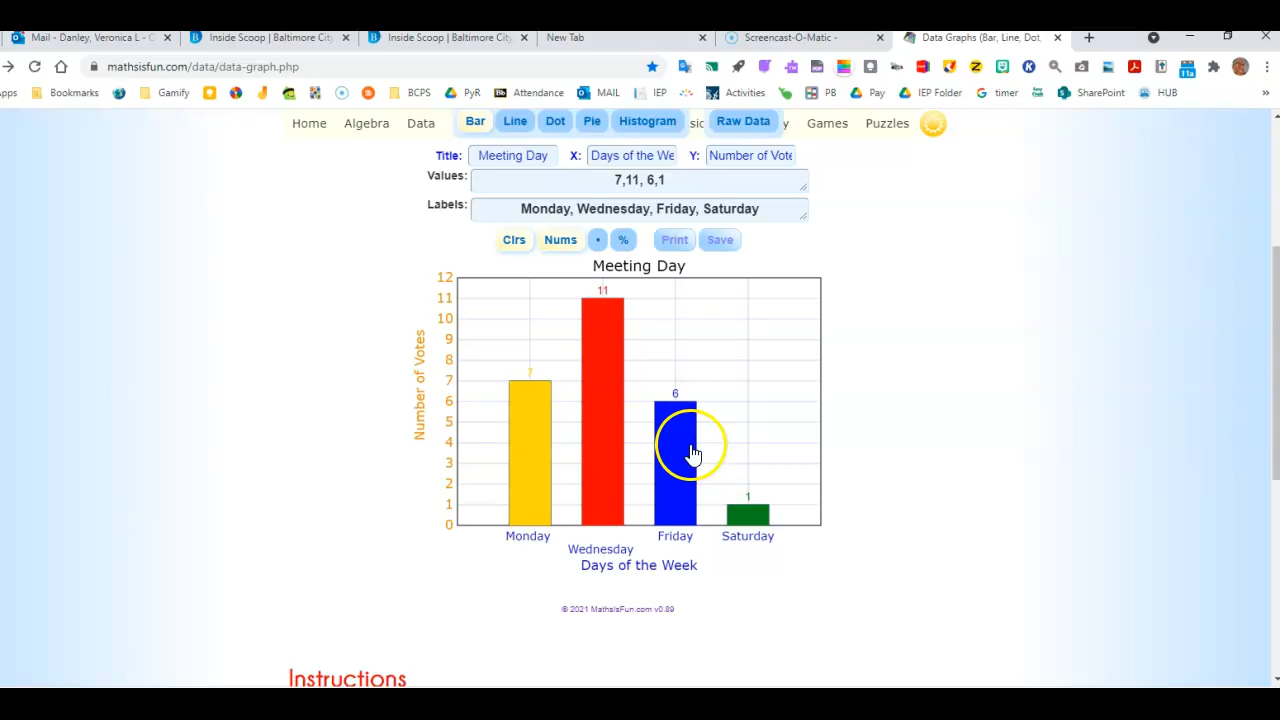 Mail - Danley, Veronica L - C Inside Scoop | Baltimore City Inside Scoop | Baltimore City New Tab Screencast-O-Matic - Data Graphs (Bar, Line, Dot,
mathsisfun.com/data/data-graph.php
pps Bookmarks Gamify BCPS PyR Bb Attendance MAIL IEP Activities PB Pay IEP Folder timer SharePoint HUB
11a
Home Algebra Data Bar Line Dot Pie Histogram sic Raw Data y Games Puzzles
Title: Meeting Day X: Days of the We Y: Number of Vote
Values: 7,11, 6,1
Labels: Monday, Wednesday, Friday, Saturday
Clrs Nums • % Print Save
Meeting Day
12
11
10
9
8
7
6
5
4
3
2
1
0
Number of Votes
7
11
6
1
Monday
Wednesday
Friday
Saturday
Days of the Week
© 2021 MathsIsFun.com v0.89
Instructions